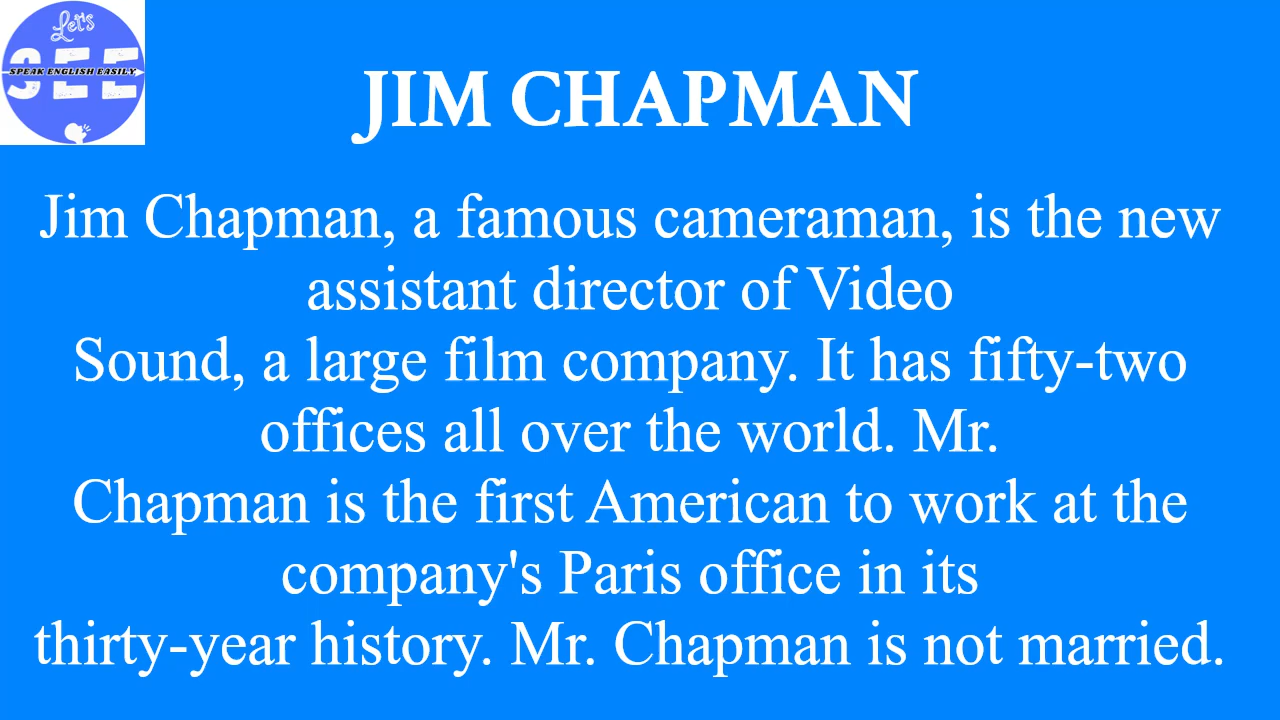 Let's
SEE
SPEAK ENGLISH EASILY
JIM CHAPMAN
Jim Chapman, a famous cameraman, is the new
assistant director of Video
Sound, a large film company. It has fifty-two
offices all over the world. Mr.
Chapman is the first American to work at the
company's Paris office in its
thirty-year history. Mr. Chapman is not married.